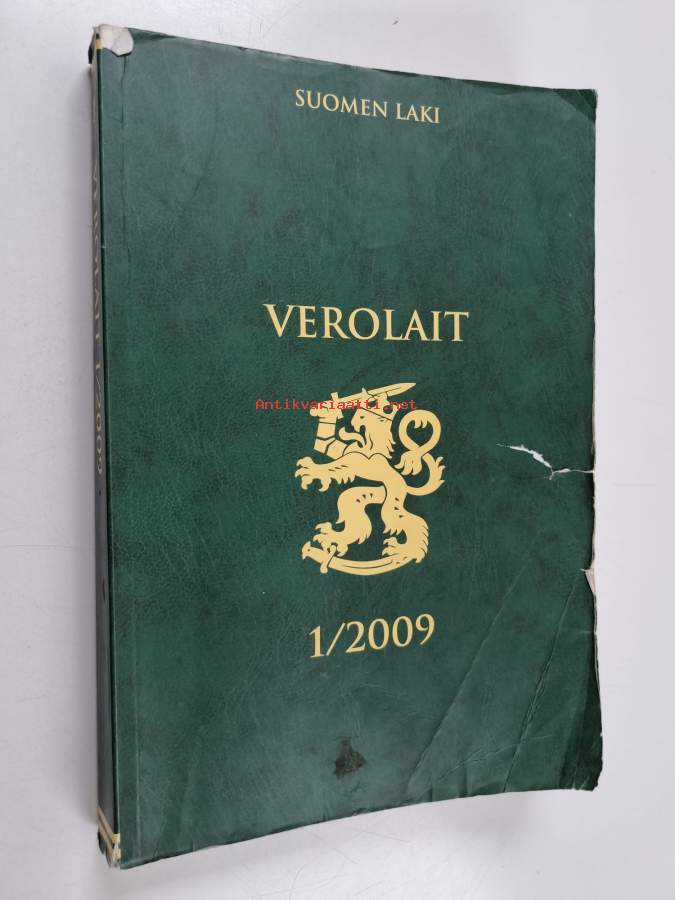 SUOMEN LAKI
VEROLAIT
Antikvariaatti.net
1/2009
VEROLAIT 1/2009